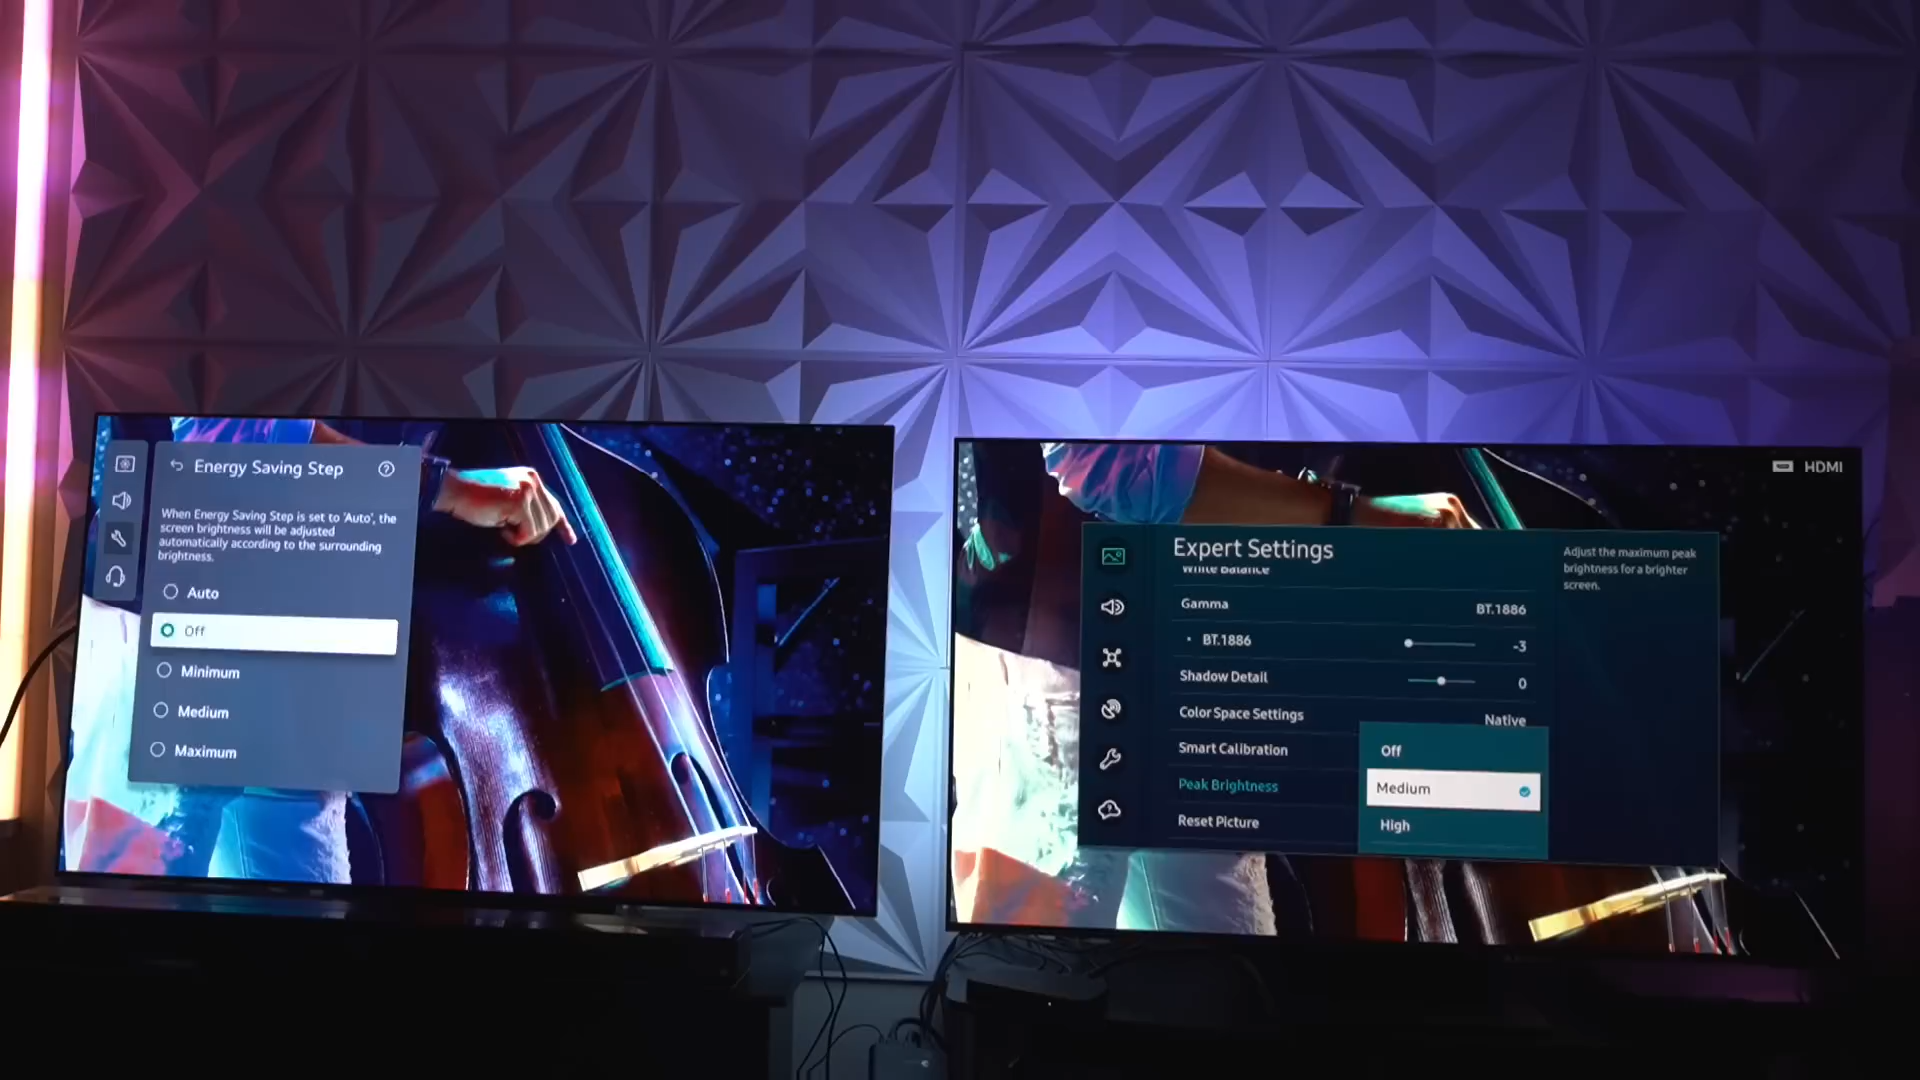 Energy Saving Step
When Energy Saving Step is set to 'Auto', the
screen brightness will be adjusted
automatically according to the surrounding
brightness.
Auto
Off
Minimum
Medium
Maximum
HDMI
Expert Settings
White Balance
Gamma BT.1886
BT.1886 -3
Shadow Detail 0
Color Space Settings Native
Smart Calibration
Peak Brightness
Reset Picture
Off
Medium
High
Adjust the maximum peak
brightness for a brighter
screen.